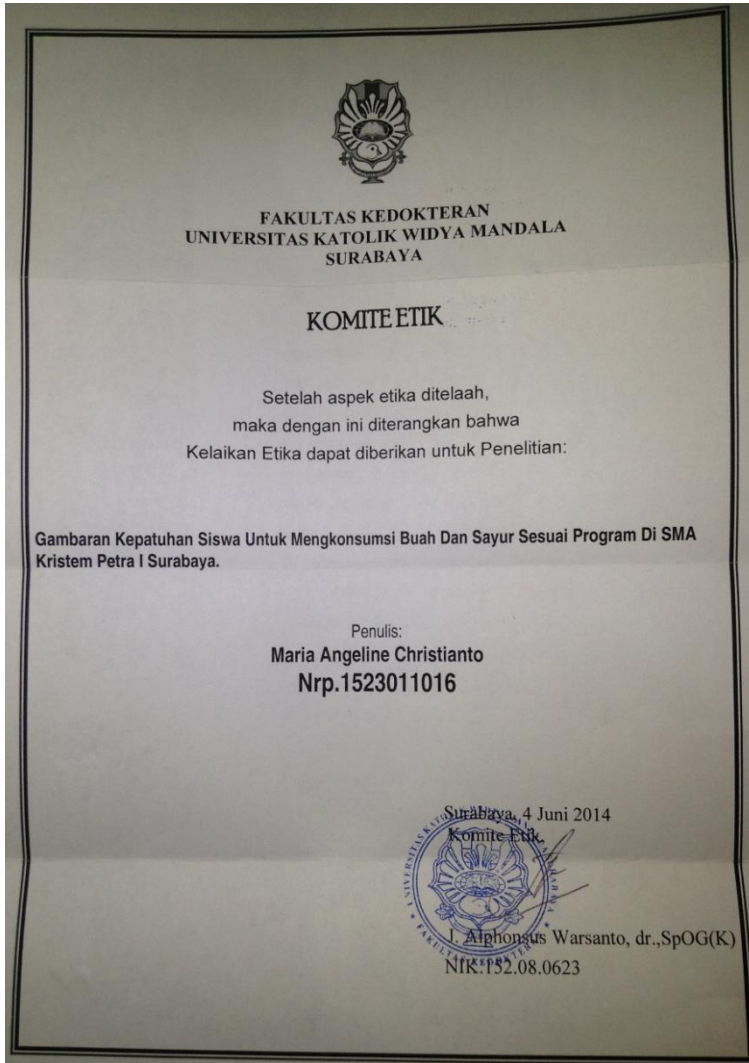 FAKULTAS KEDOKTERAN
UNIVERSITAS KATOLIK WIDYA MANDALA
SURABAYA
KOMITE ETIK
Setelah aspek etika ditelaah,
maka dengan ini diterangkan bahwa
Kelaikan Etika dapat diberikan untuk Penelitian:
Gambaran Kepatuhan Siswa Untuk Mengkonsumsi Buah Dan Sayur Sesuai Program Di SMA
Kristem Petra I Surabaya.
Penulis:
Maria Angeline Christianto
Nrp.1523011016
Surabaya, 4 Juni 2014
Komite Etik,
J. Alphonsus Warsanto, dr.,SpOG(K)
NIK.152.08.0623